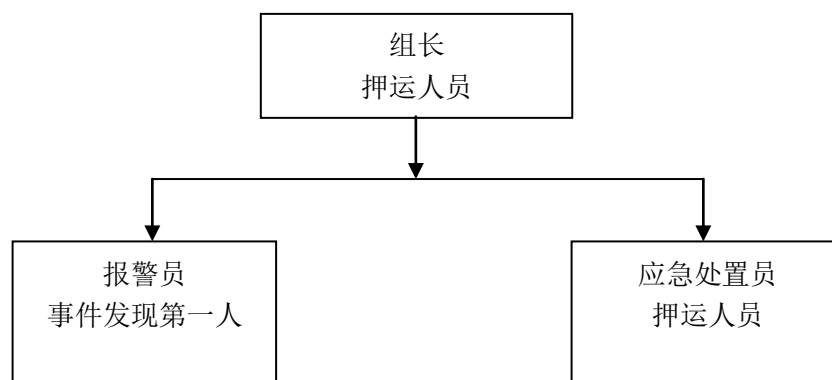 组长
押运人员
报警员
事件发现第一人
应急处置员
押运人员